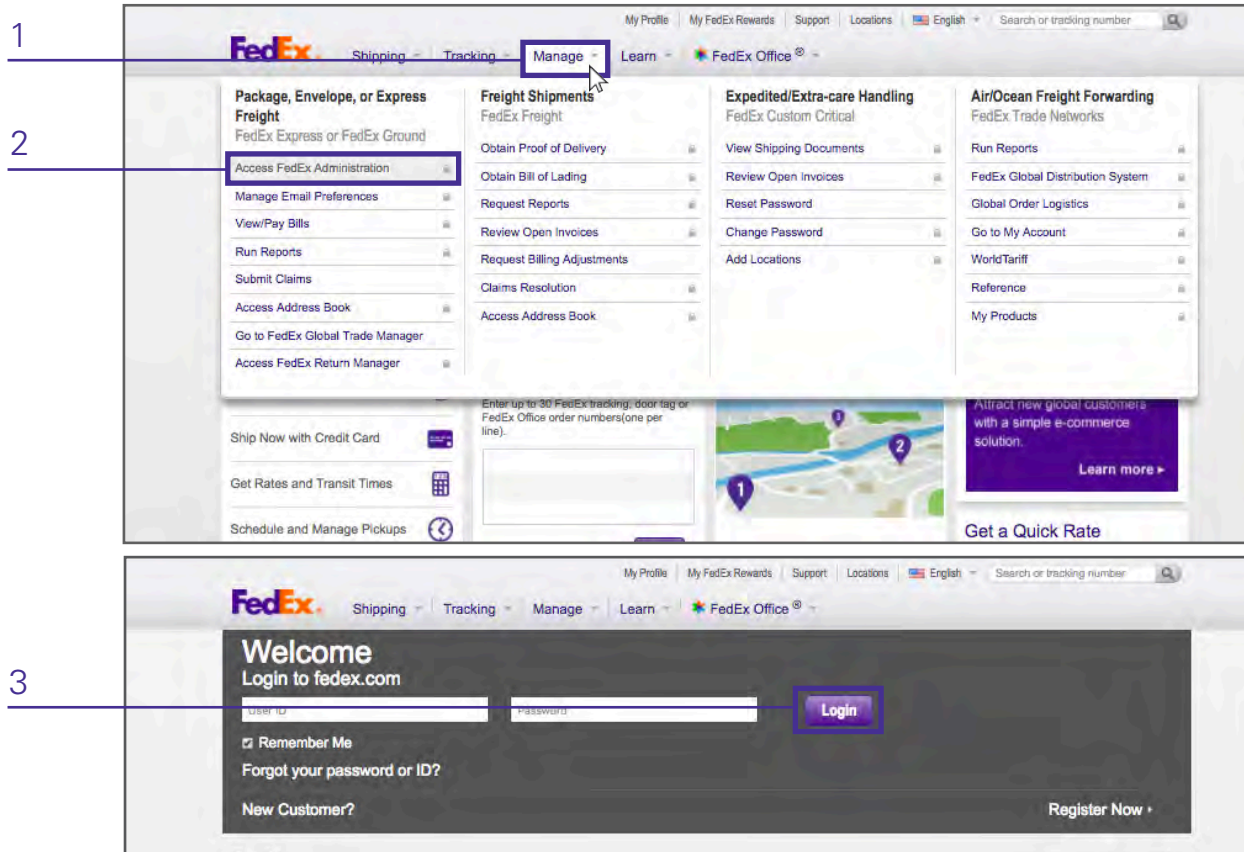 My Profile My FedEx Rewards Support Locations English Search or tracking number
1
FedEx. Shipping Tracking Manage Learn FedEx Office ®
Package, Envelope, or Express
Freight
FedEx Express or FedEx Ground
2
Access FedEx Administration
Manage Email Preferences
View/Pay Bills
Run Reports
Submit Claims
Access Address Book
Go to FedEx Global Trade Manager
Access FedEx Return Manager
Freight Shipments
FedEx Freight
Obtain Proof of Delivery
Obtain Bill of Lading
Request Reports
Review Open Invoices
Request Billing Adjustments
Claims Resolution
Access Address Book
Expedited/Extra-care Handling
FedEx Custom Critical
View Shipping Documents
Review Open Invoices
Reset Password
Change Password
Add Locations
Air/Ocean Freight Forwarding
FedEx Trade Networks
Run Reports
FedEx Global Distribution System
Global Order Logistics
Go to My Account
WorldTariff
Reference
My Products
Ship Now with Credit Card
Get Rates and Transit Times
Schedule and Manage Pickups
Enter up to 30 FedEx tracking, door tag or
FedEx Office order numbers(one per
line).
3
2
1
Attract new global customers
with a simple e-commerce
solution.
Learn more
Get a Quick Rate
My Profile My FedEx Rewards Support Locations English Search or tracking number
FedEx. Shipping Tracking Manage Learn FedEx Office ®
Welcome
Login to fedex.com
3
User ID Password Login
Remember Me
Forgot your password or ID?
New Customer? Register Now